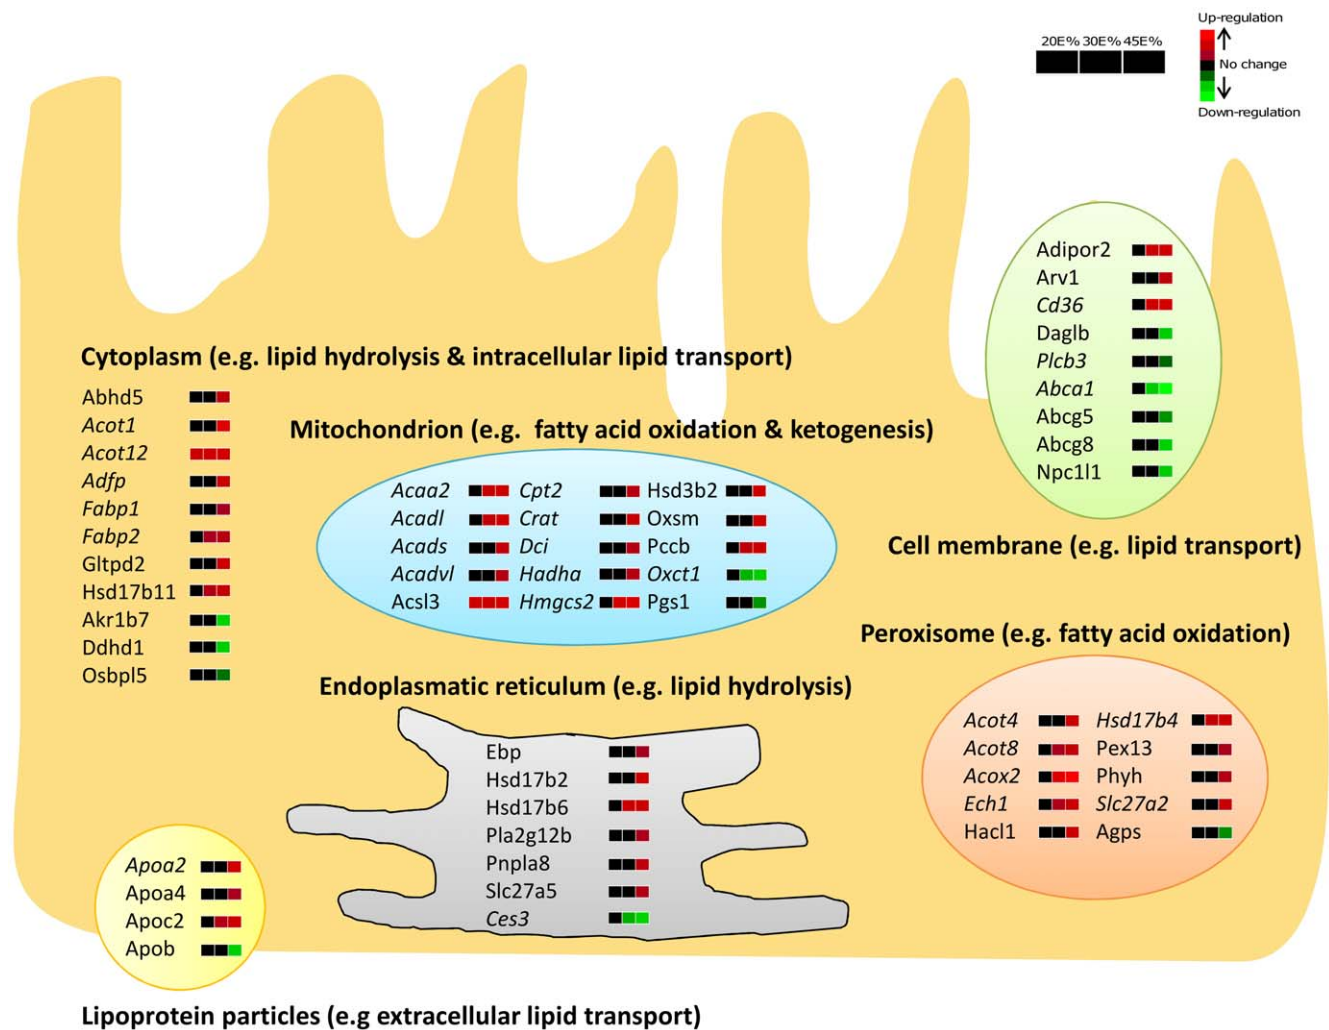 Up-regulation
20E% 30E% 45E%
No change
Down-regulation
Adipor2
Arv1
Cd36
Daglb
Plcb3
Abca1
Abcg5
Abcg8
Npc1l1
Cell membrane (e.g. lipid transport)
Cytoplasm (e.g. lipid hydrolysis & intracellular lipid transport)
Abhd5
Acot1
Acot12
Adfp
Fabp1
Fabp2
Gltpd2
Hsd17b11
Akr1b7
Ddhd1
Osbpl5
Mitochondrion (e.g. fatty acid oxidation & ketogenesis)
Acaa2 Cpt2 Hsd3b2
Acadl Crat Oxsm
Acads Dci Pccb
Acadvl Hadha Oxct1
Acsl3 Hmgcs2 Pgs1
Peroxisome (e.g. fatty acid oxidation)
Acot4 Hsd17b4
Acot8 Pex13
Acox2 Phyh
Ech1 Slc27a2
Hacl1 Agps
Endoplasmatic reticulum (e.g. lipid hydrolysis)
Ebp
Hsd17b2
Hsd17b6
Pla2g12b
Pnpla8
Slc27a5
Ces3
Apoa2
Apoa4
Apoc2
Apob
Lipoprotein particles (e.g extracellular lipid transport)